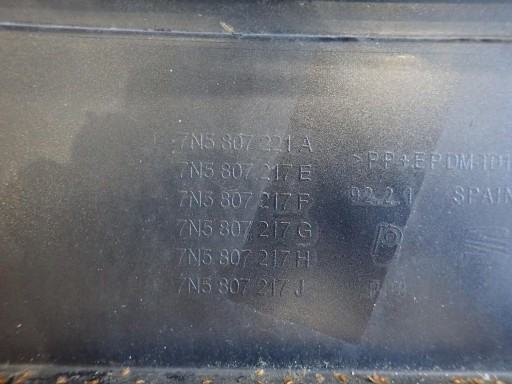 7N5 807 221 A
7N5 807 217 E >PP+EPDM
7N5 807 217 F SPAIN
7N5 807 217 G
7N5 807 217 H
7N5 807 217 J